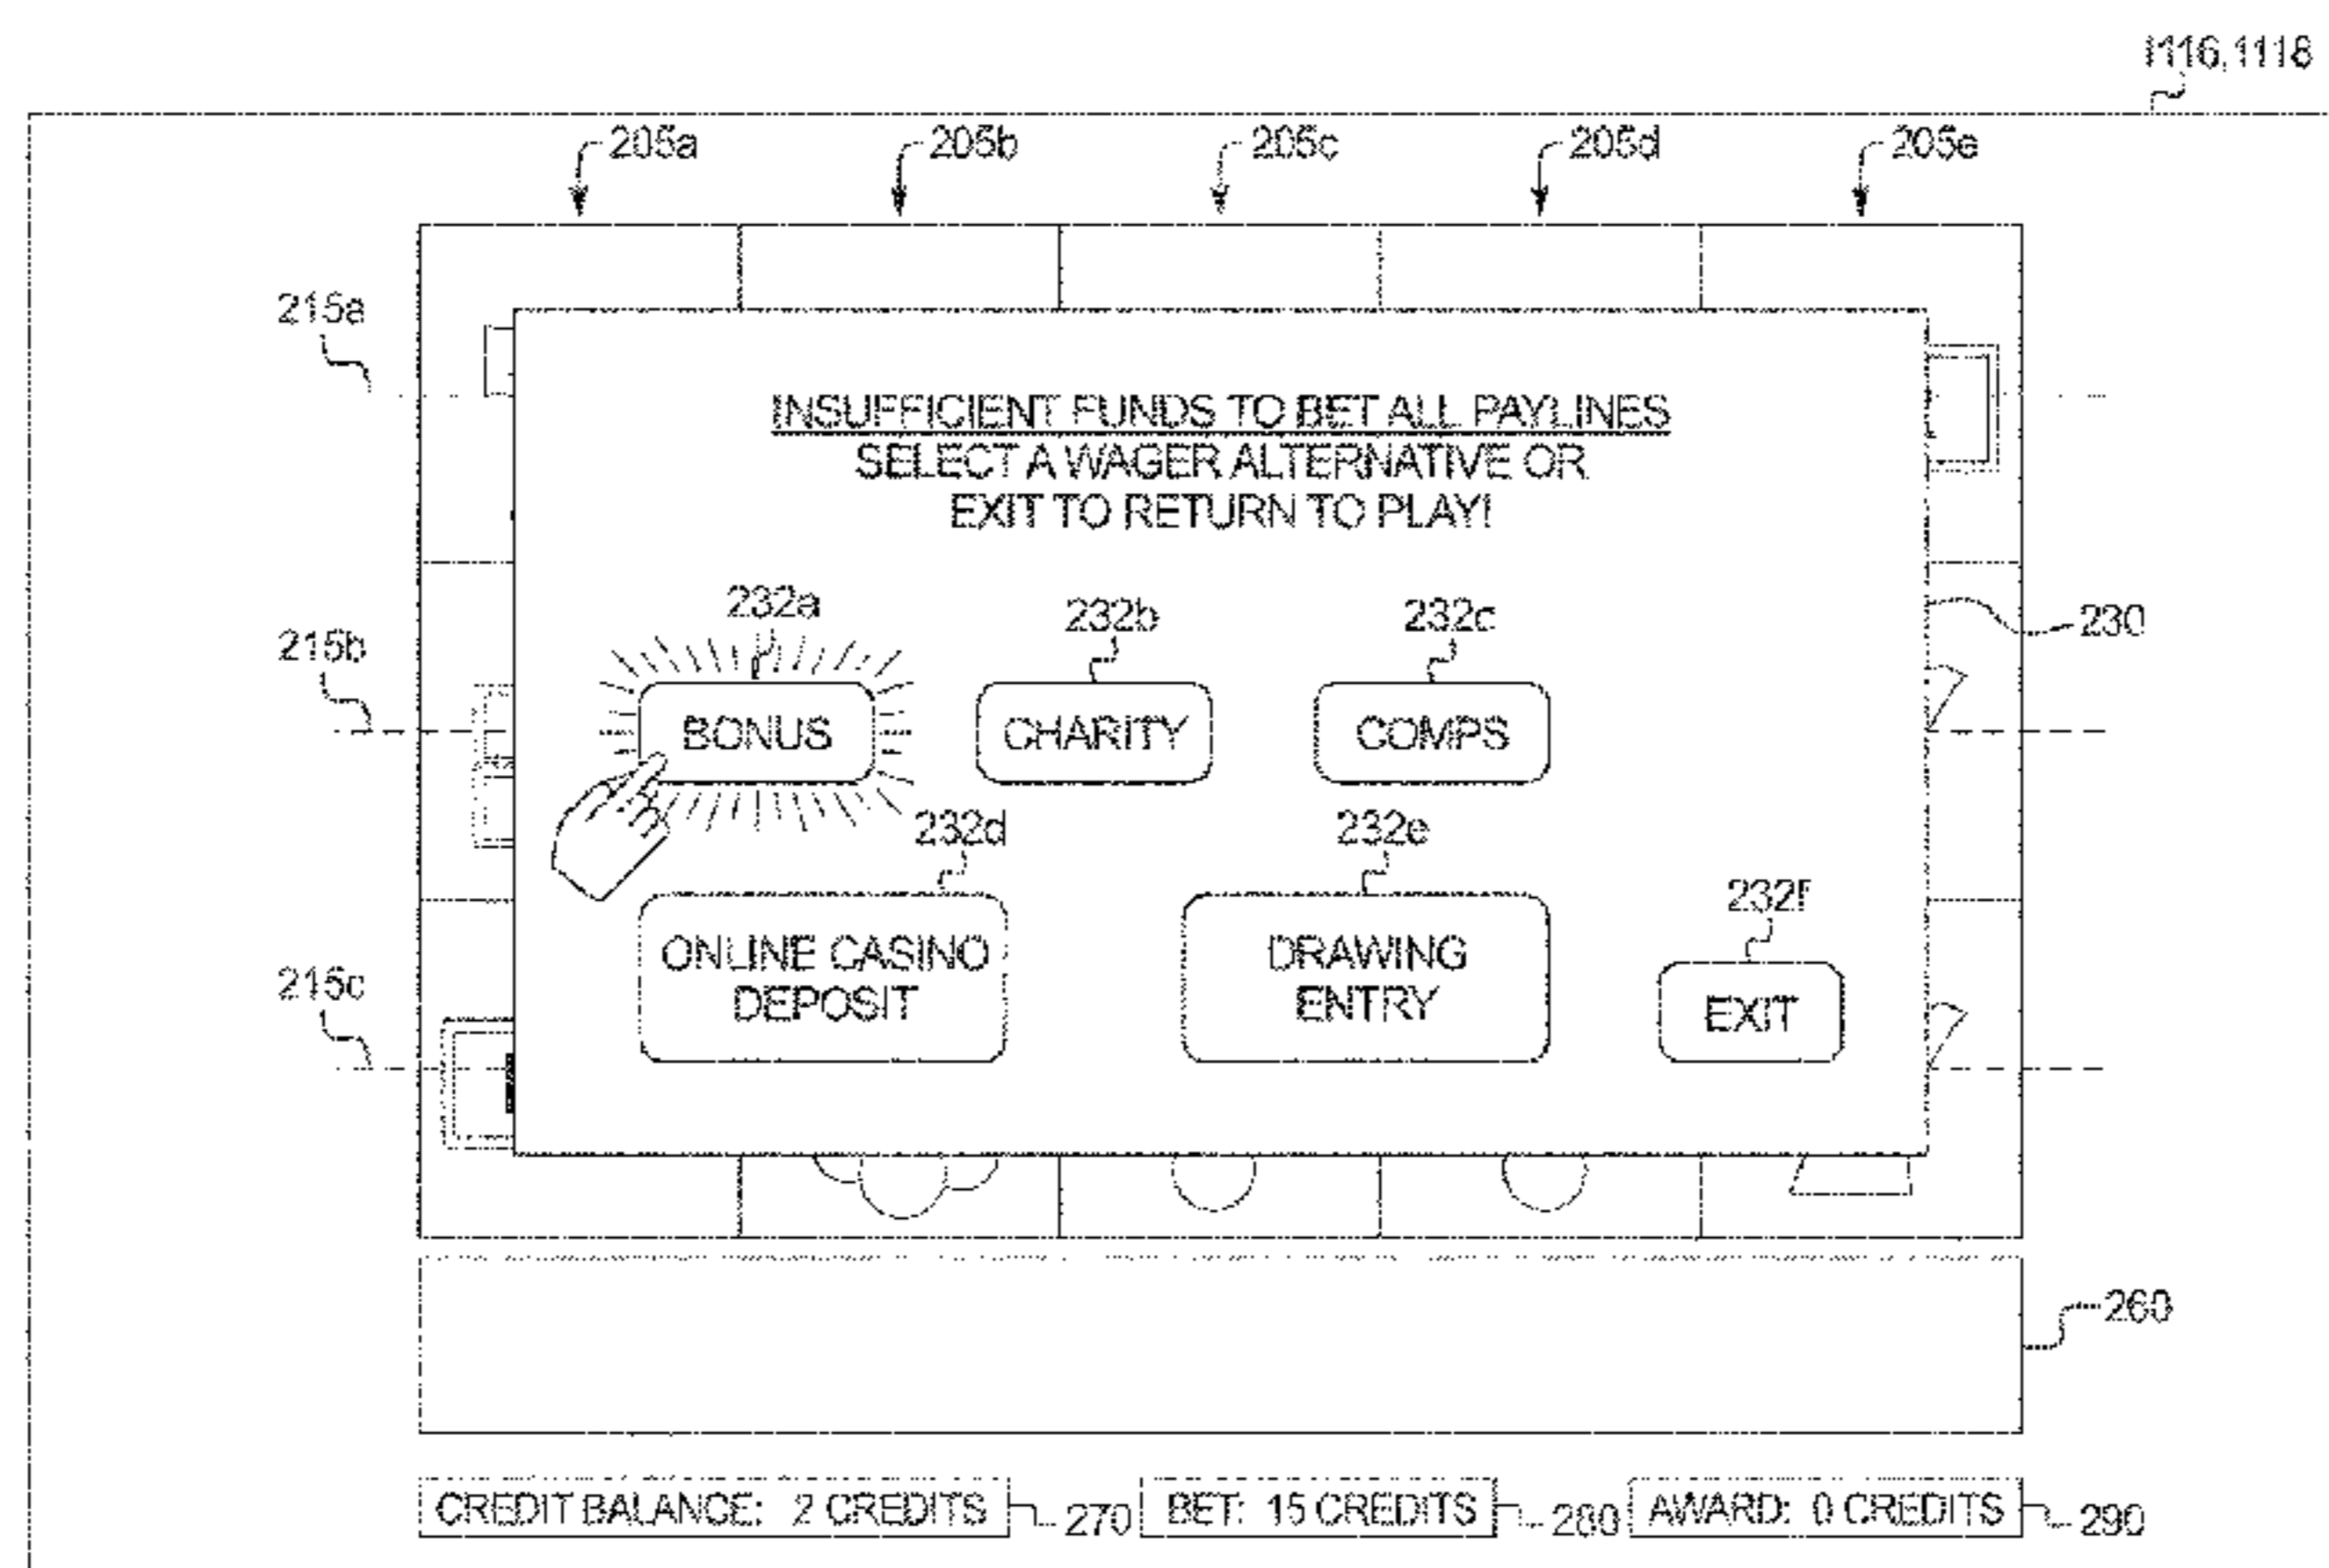 1116, 1118
205a 205b 205c 205d 205e
215a
INSUFFICIENT FUNDS TO BET ALL PAYLINES
SELECT A WAGER ALTERNATIVE OR
EXIT TO RETURN TO PLAY!
232a 232b 232c
230
215b
BONUS CHARITY COMPS
232d 232e
232f
ONLINE CASINO
DEPOSIT
DRAWING
ENTRY
215c
EXIT
260
CREDIT BALANCE: 2 CREDITS 270 BET: 15 CREDITS 280 AWARD: 0 CREDITS 290